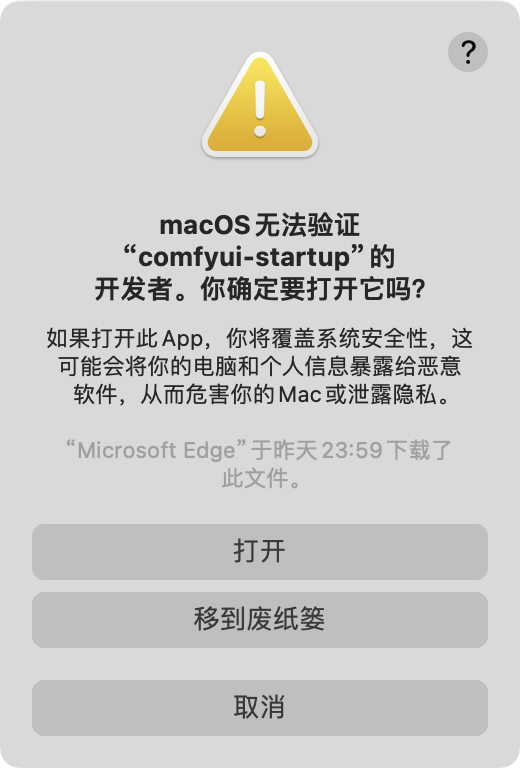 ?
macOS 无法验证
“comfyui-startup”的
开发者。你确定要打开它吗?
如果打开此 App，你将覆盖系统安全性，这
可能会将你的电脑和个人信息暴露给恶意
软件，从而危害你的 Mac 或泄露隐私。
“Microsoft Edge”于昨天 23:59 下载了
此文件。
打开
移到废纸篓
取消